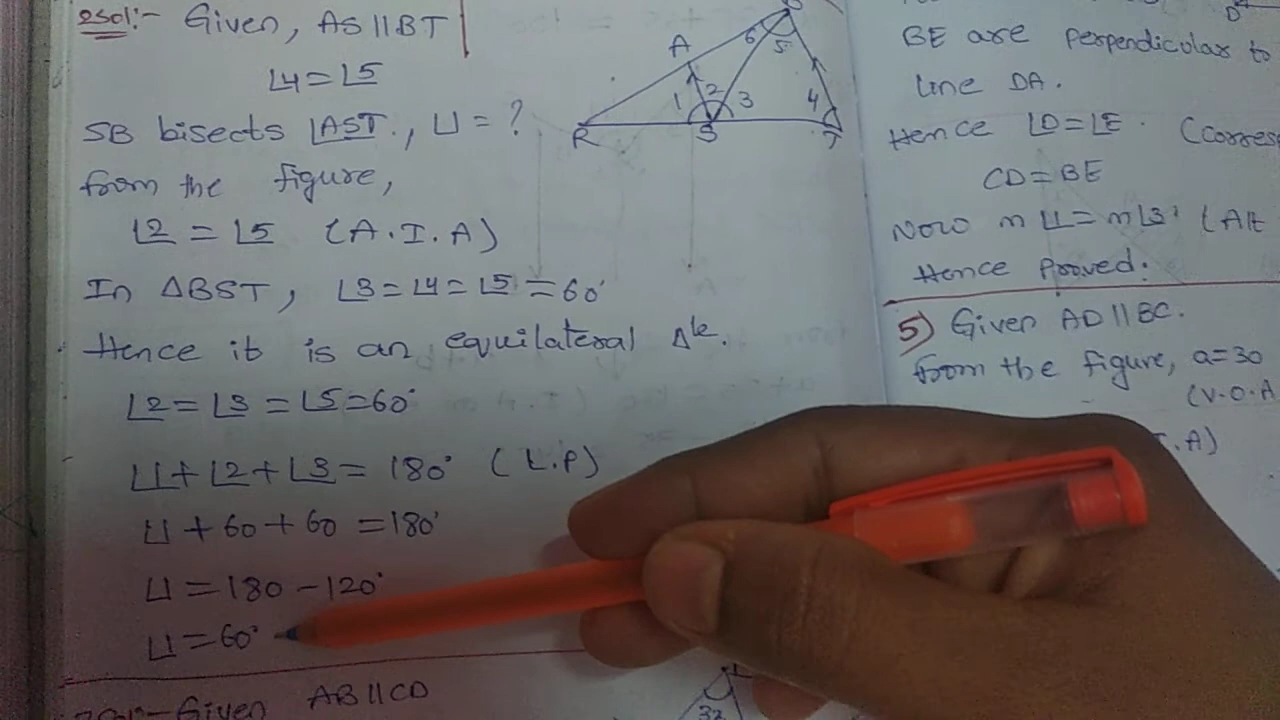 2sol:- Given, AS || BT
∠4 = ∠5
SB bisects ∠AST., ∠1 = ?
from the figure,
∠2 = ∠5 (A.I.A)
In ΔBST, ∠3 = ∠4 = ∠5 = 60°
Hence it is an equilateral Δle.
∠2 = ∠3 = ∠5 = 60°
∠1 + ∠2 + ∠3 = 180° (L.P)
∠1 + 60 + 60 = 180°
∠1 = 180 - 120°
∠1 = 60°
Given AB || CD
A
6
5
1
2
3
4
R
S
T
32
D
BE are perpendicular to
line DA.
Hence ∠D = ∠E. (corres
CD = BE
Now m∠1 = m∠3' (Alt
Hence Proved.
5) Given AD || BC.
from the figure, a = 30
(V.O.A
.A)